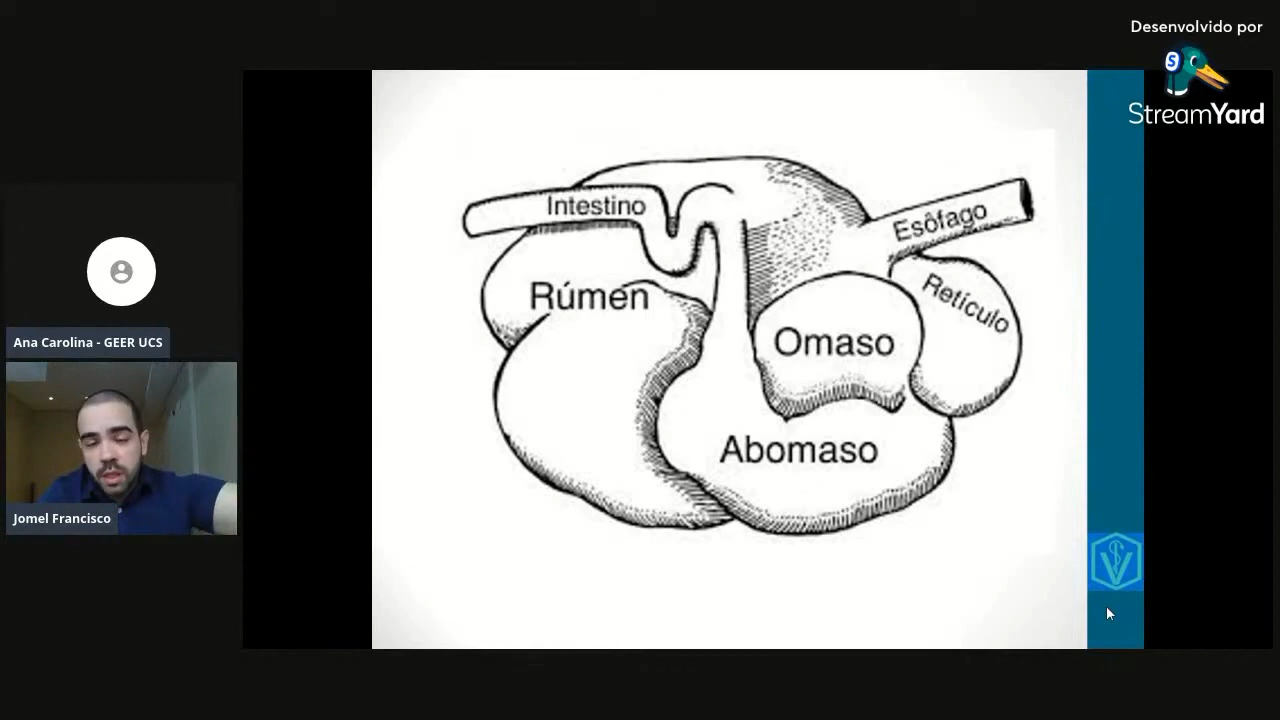 Desenvolvido por
StreamYard
Intestino
Esôfago
Rúmen
Retículo
Omaso
Abomaso
Ana Carolina - GEER UCS
Jomel Francisco